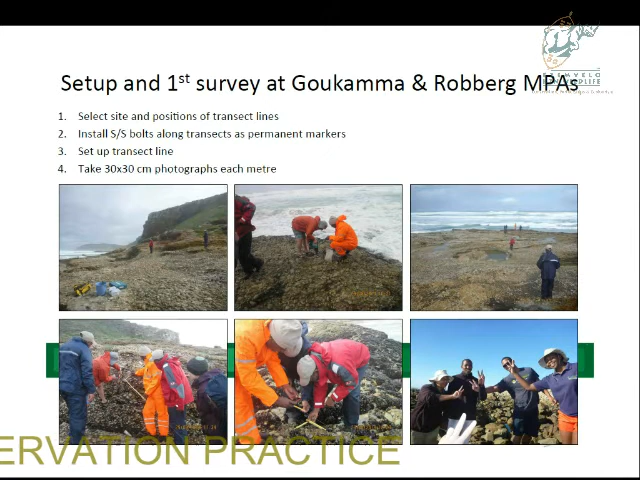 Setup and 1st survey at Goukamma & Robberg MPAs
1. Select site and positions of transect lines
2. Install S/S bolts along transects as permanent markers
3. Set up transect line
4. Take 30x30 cm photographs each metre
ERVATION PRACTICE